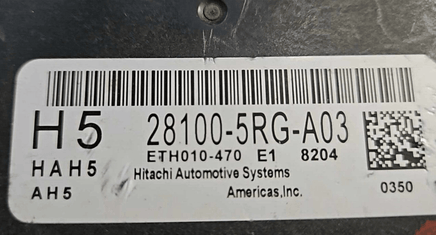 H5 28100-5RG-A03
HAH5 ETH010-470 E1 8204
AH5 Hitachi Automotive Systems
Americas,Inc. 0350